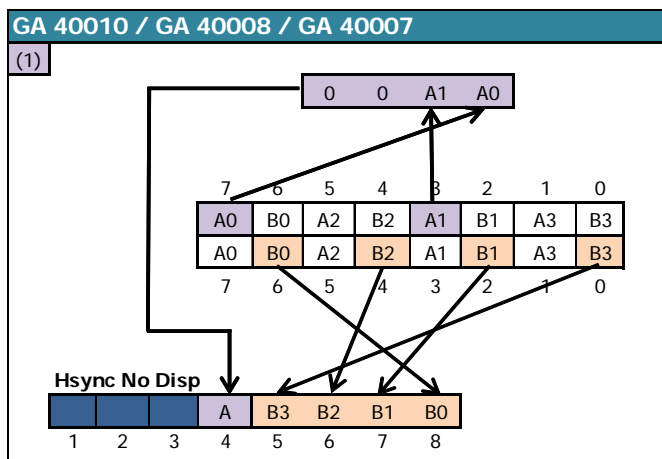 GA 40010 / GA 40008 / GA 40007
(1)
0 0 A1 A0
7 6 5 4 3 2 1 0
A0 B0 A2 B2 A1 B1 A3 B3
A0 B0 A2 B2 A1 B1 A3 B3
7 6 5 4 3 2 1 0
Hsync No Disp
A B3 B2 B1 B0
1 2 3 4 5 6 7 8